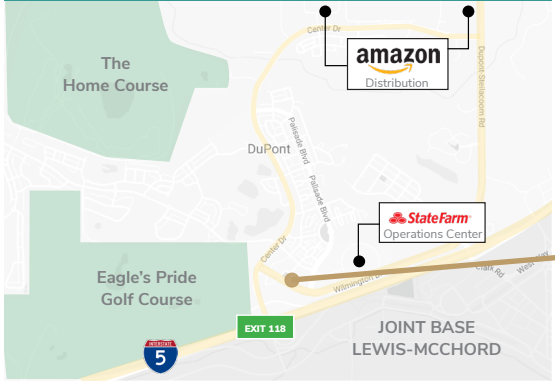 Center Dr
The
Home Course
amazon
Distribution
Dupont-Steilacoom Rd
Palisade Blvd
DuPont
Palisade Blvd
StateFarm
Operations Center
Center Dr
Clark Rd
Wilmington Dr
Eagle's Pride
Golf Course
EXIT 118
JOINT BASE
LEWIS-MCCHORD
INTERSTATE
5